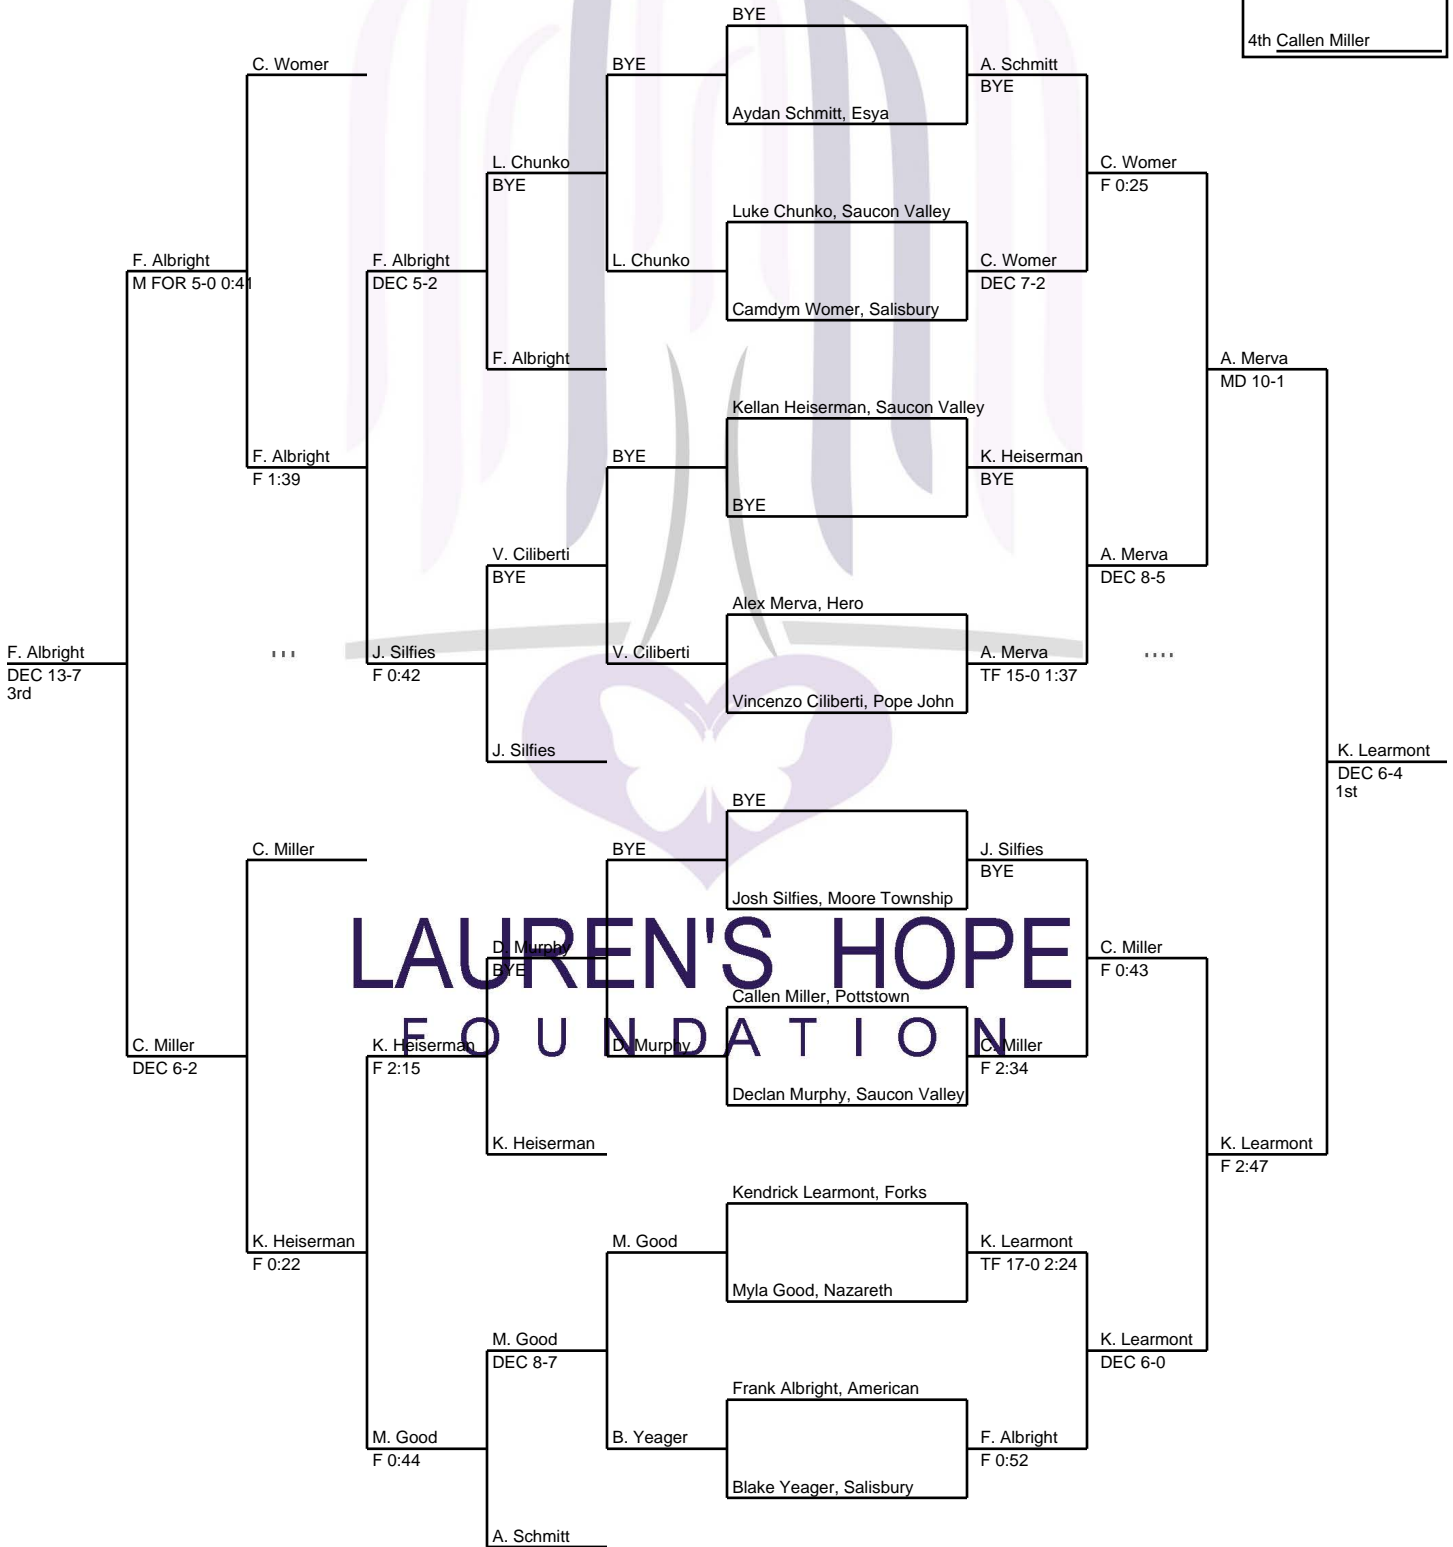 BYE
4th Callen Miller
C. Womer
BYE
A. Schmitt
BYE
Aydan Schmitt, Esya
L. Chunko
BYE
C. Womer
F 0:25
Luke Chunko, Saucon Valley
F. Albright
M FOR 5-0 0:41
F. Albright
DEC 5-2
L. Chunko
C. Womer
DEC 7-2
Camdym Womer, Salisbury
F. Albright
A. Merva
MD 10-1
Kellan Heiserman, Saucon Valley
F. Albright
F 1:39
BYE
K. Heiserman
BYE
BYE
V. Ciliberti
BYE
A. Merva
DEC 8-5
Alex Merva, Hero
F. Albright
DEC 13-7
3rd
J. Silfies
F 0:42
V. Ciliberti
A. Merva
TF 15-0 1:37
Vincenzo Ciliberti, Pope John
J. Silfies
K. Learmont
DEC 6-4
1st
BYE
C. Miller
BYE
J. Silfies
BYE
Josh Silfies, Moore Township
LAUREN'S HOPE
D. Murphy
BYE
C. Miller
F 0:43
Callen Miller, Pottstown
FOUNDATION
C. Miller
DEC 6-2
K. Heiserman
F 2:15
D. Murphy
C. Miller
F 2:34
Declan Murphy, Saucon Valley
K. Heiserman
K. Learmont
F 2:47
Kendrick Learmont, Forks
K. Heiserman
F 0:22
M. Good
K. Learmont
TF 17-0 2:24
Myla Good, Nazareth
M. Good
DEC 8-7
K. Learmont
DEC 6-0
Frank Albright, American
M. Good
F 0:44
B. Yeager
F. Albright
F 0:52
Blake Yeager, Salisbury
A. Schmitt